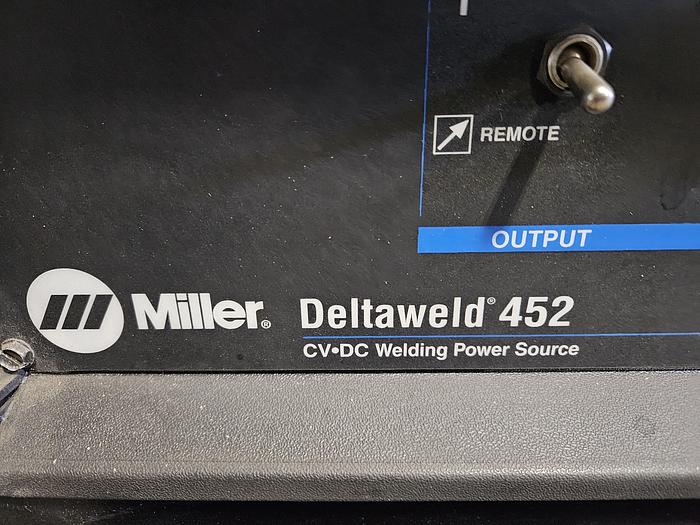 REMOTE
OUTPUT
Miller®
Deltaweld® 452
CV•DC Welding Power Source